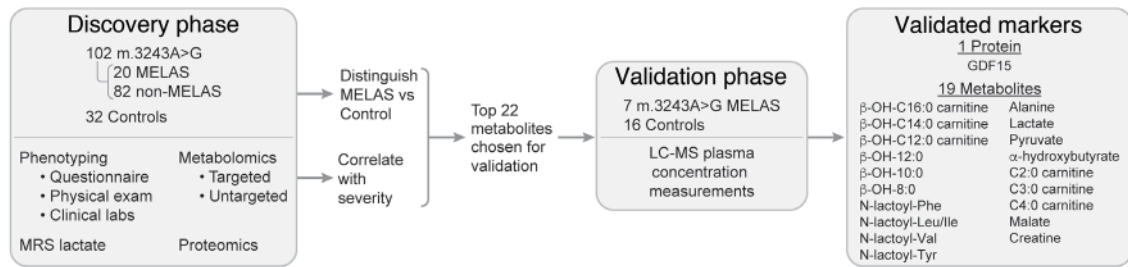 Discovery phase
102 m.3243A>G
20 MELAS
82 non-MELAS
32 Controls
Phenotyping
• Questionnaire
• Physical exam
• Clinical labs
MRS lactate
Metabolomics
• Targeted
• Untargeted
Proteomics
Distinguish
MELAS vs
Control
Correlate
with
severity
Top 22
metabolites
chosen for
validation
Validation phase
7 m.3243A>G MELAS
16 Controls
LC-MS plasma
concentration
measurements
Validated markers
1 Protein
GDF15
19 Metabolites
β-OH-C16:0 carnitine
β-OH-C14:0 carnitine
β-OH-C12:0 carnitine
β-OH-12:0
β-OH-10:0
β-OH-8:0
N-lactoyl-Phe
N-lactoyl-Leu/Ile
N-lactoyl-Val
N-lactoyl-Tyr
Alanine
Lactate
Pyruvate
α-hydroxybutyrate
C2:0 carnitine
C3:0 carnitine
C4:0 carnitine
Malate
Creatine